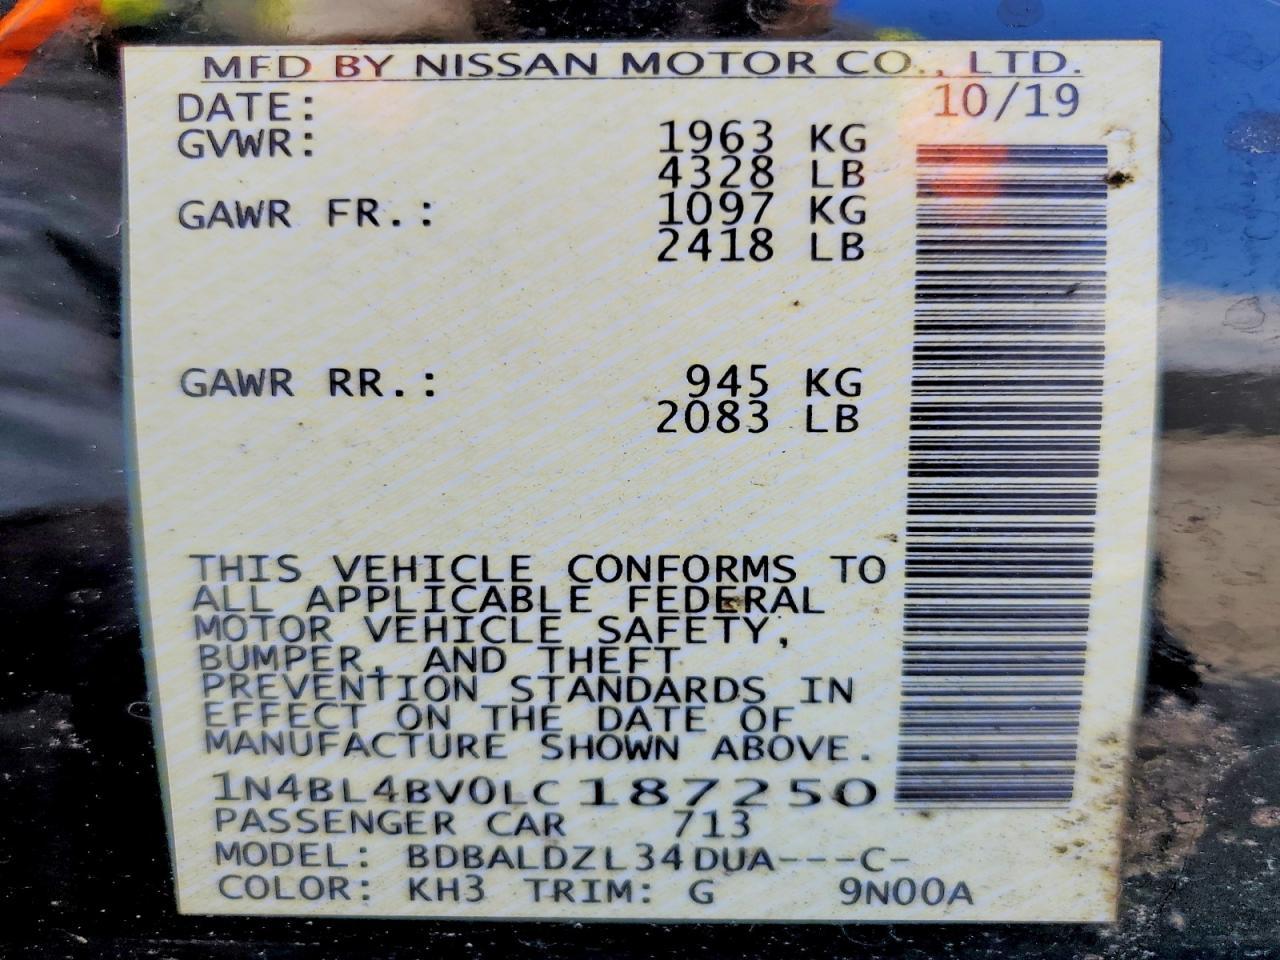 MFD BY NISSAN MOTOR CO., LTD.
DATE: 10/19
GVWR: 1963 KG
4328 LB
GAWR FR.: 1097 KG
2418 LB
GAWR RR.: 945 KG
2083 LB
THIS VEHICLE CONFORMS TO
ALL APPLICABLE FEDERAL
MOTOR VEHICLE SAFETY,
BUMPER, AND THEFT
PREVENTION STANDARDS IN
EFFECT ON THE DATE OF
MANUFACTURE SHOWN ABOVE.
1N4BL4BV0LC187250
PASSENGER CAR 713
MODEL: BDBALDZL34DUA---C-
COLOR: KH3 TRIM: G 9N00A